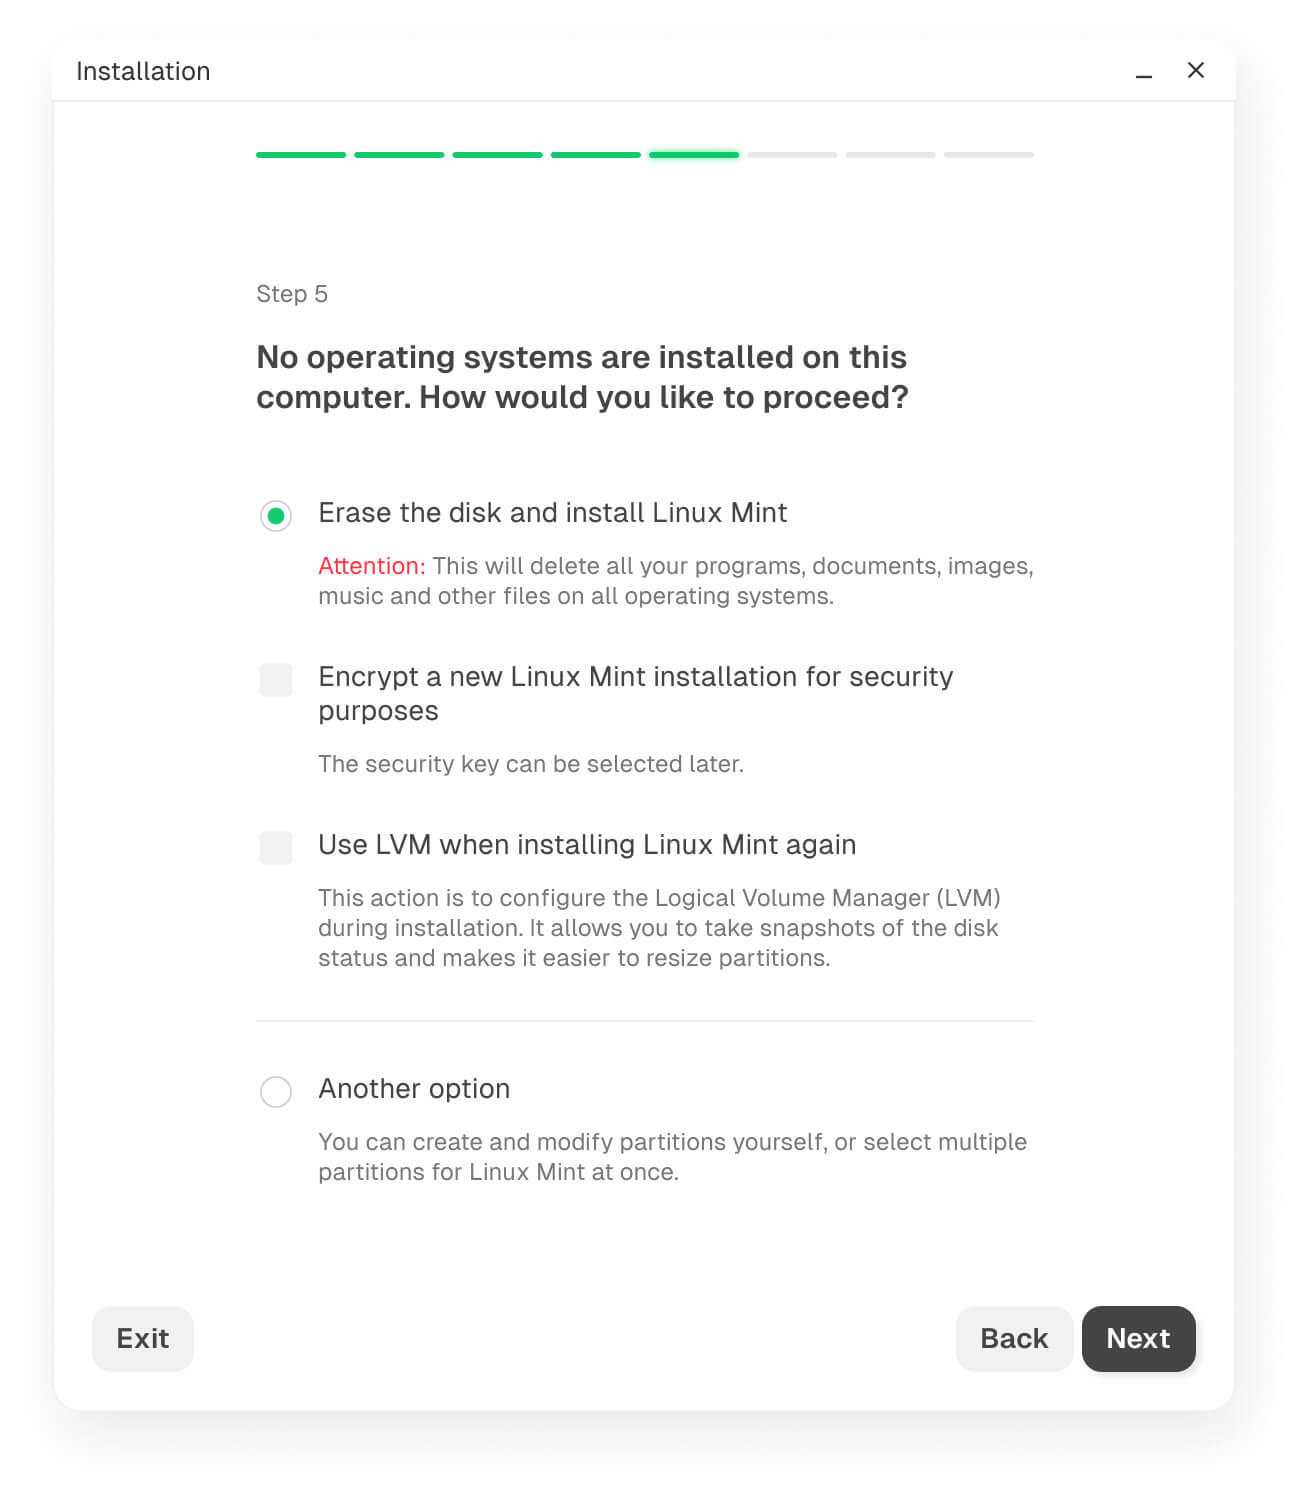 Installation
Step 5
No operating systems are installed on this
computer. How would you like to proceed?
Erase the disk and install Linux Mint
Attention: This will delete all your programs, documents, images,
music and other files on all operating systems.
Encrypt a new Linux Mint installation for security
purposes
The security key can be selected later.
Use LVM when installing Linux Mint again
This action is to configure the Logical Volume Manager (LVM)
during installation. It allows you to take snapshots of the disk
status and makes it easier to resize partitions.
Another option
You can create and modify partitions yourself, or select multiple
partitions for Linux Mint at once.
Exit
Back
Next